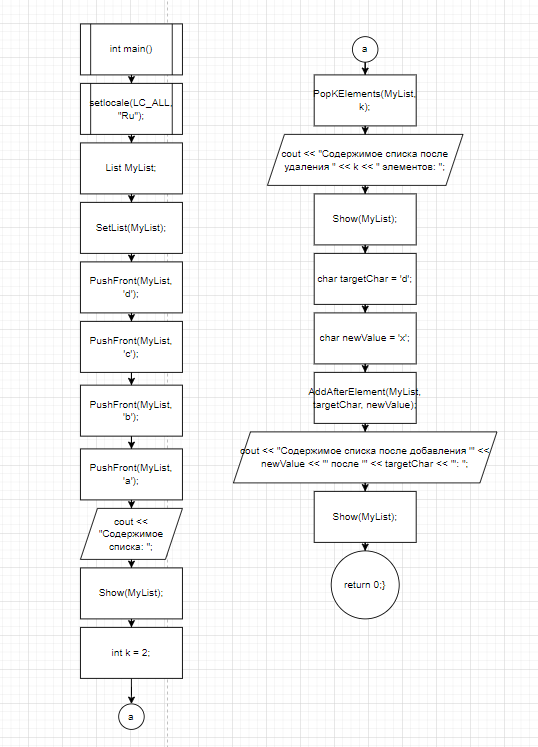 int main()
setlocale(LC_ALL,
"Ru");
List MyList;
SetList(MyList);
PushFront(MyList,
'd');
PushFront(MyList,
'c');
PushFront(MyList,
'b');
PushFront(MyList,
'a');
cout <<
"Содержимое
списка: ";
Show(MyList);
int k = 2;
a
a
PopKElements(MyList,
k);
cout << "Содержимое списка после
удаления " << k << " элементов: ";
Show(MyList);
char targetChar = 'd';
char newValue = 'x';
AddAfterElement(MyList,
targetChar, newValue);
cout << "Содержимое списка после добавления '" <<
newValue << "' после '" << targetChar << "': ";
Show(MyList);
return 0;}